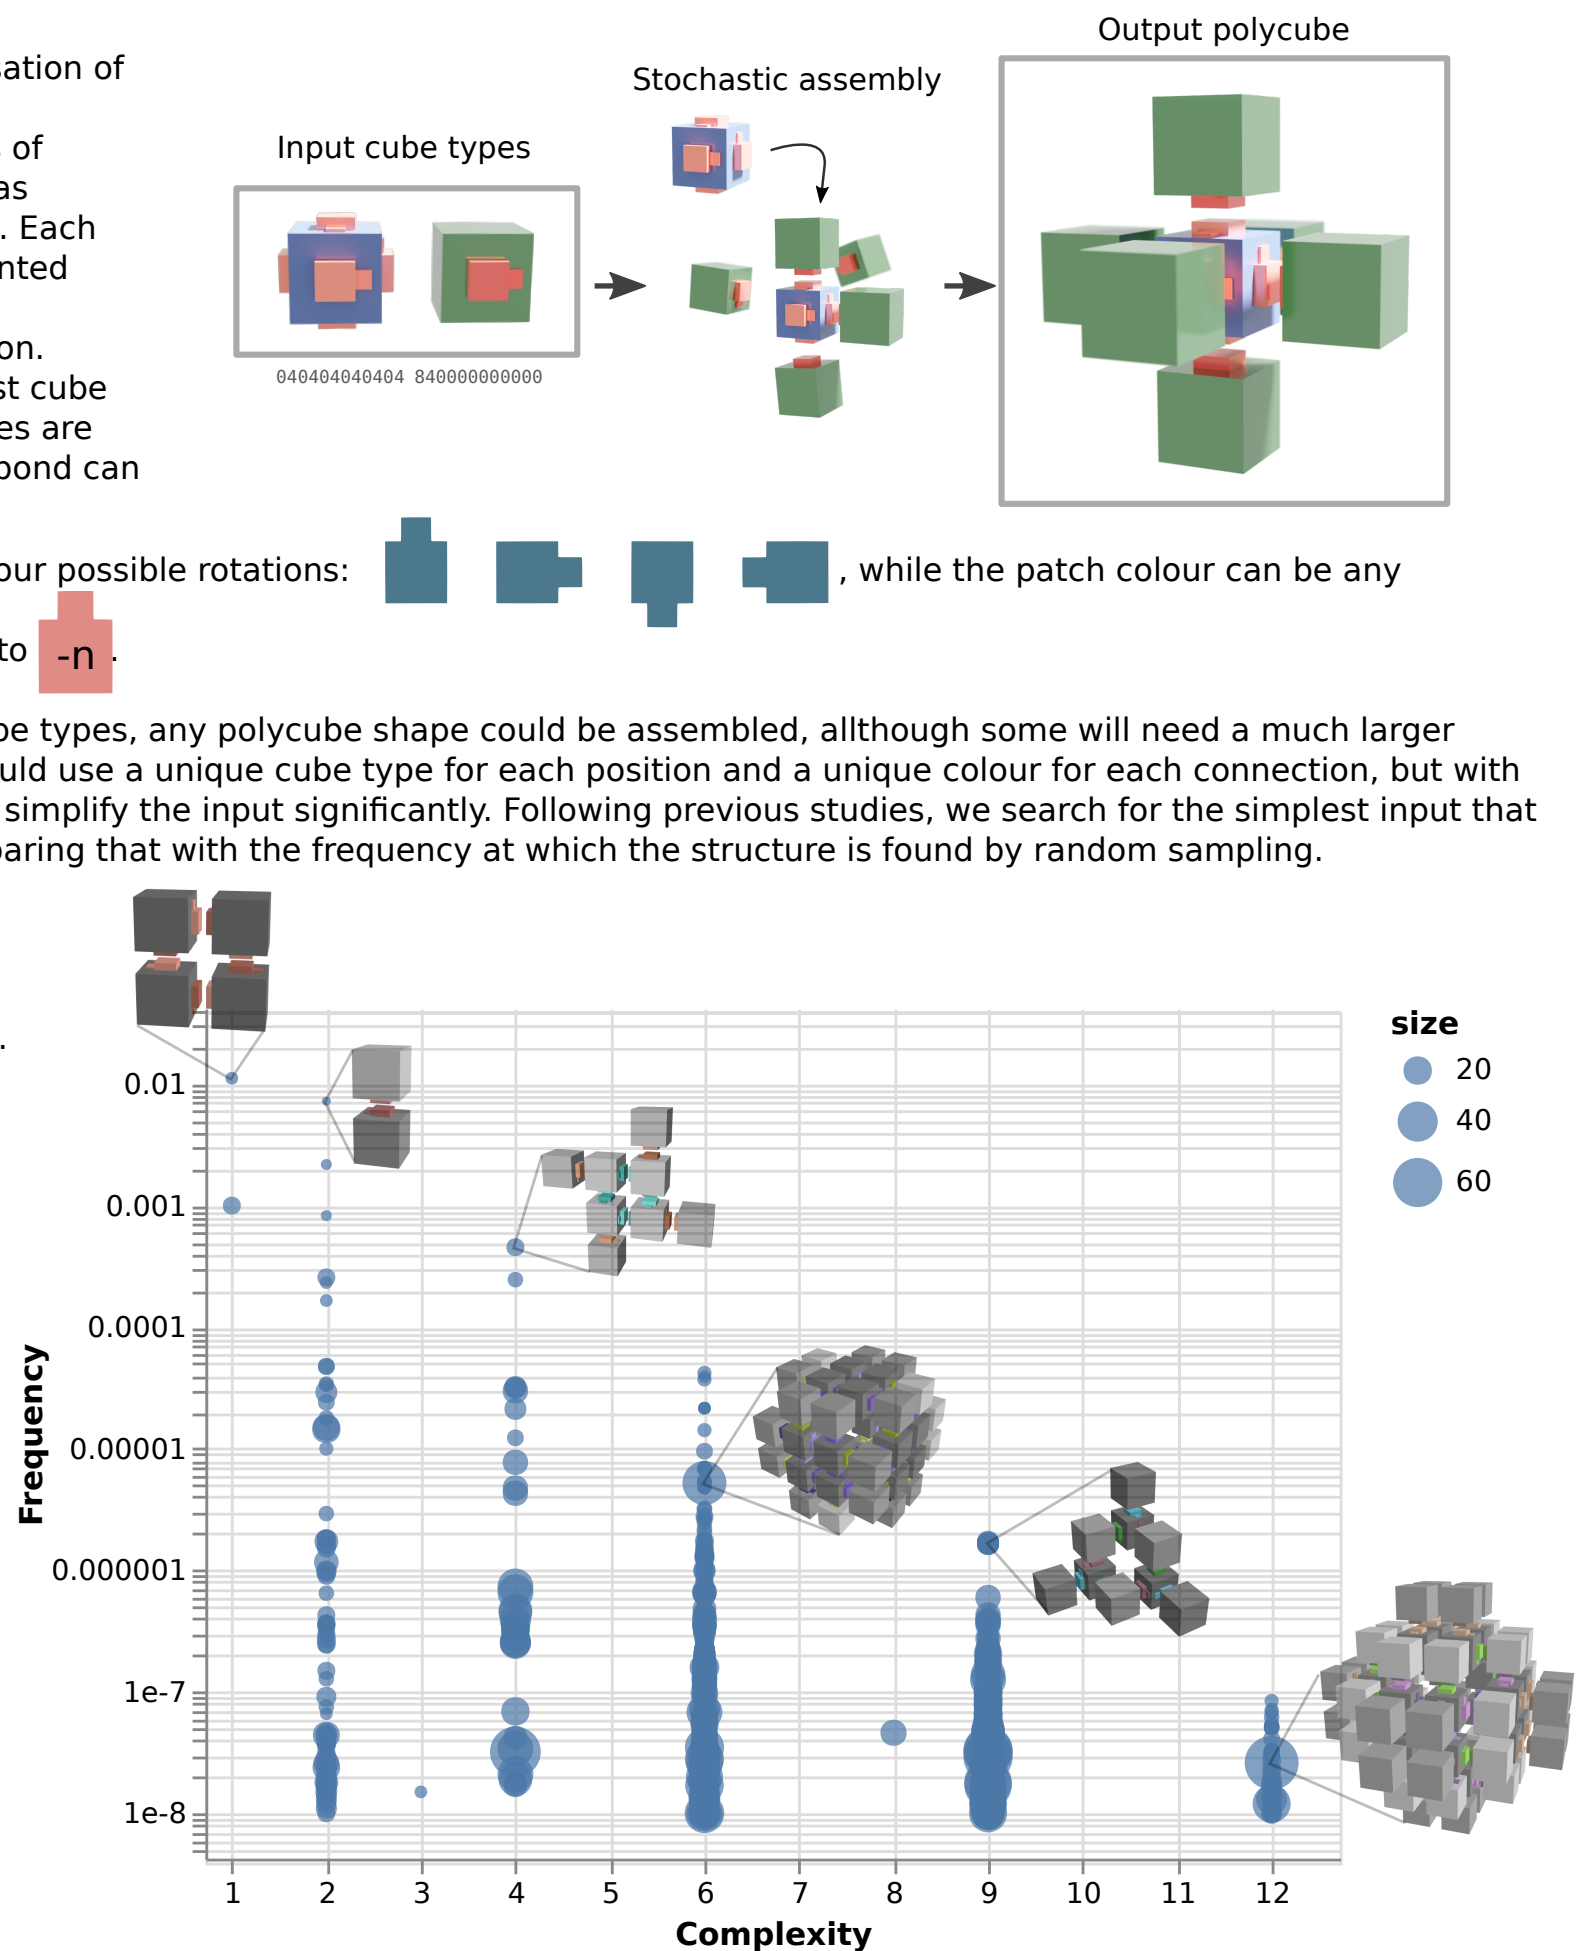 Output polycube
sation of
Stochastic assembly
s of
Input cube types
as
. Each
nted
on.
040404040404 840000000000
st cube
es are
bond can
our possible rotations: , while the patch colour can be any
to -n .
be types, any polycube shape could be assembled, allthough some will need a much larger
uld use a unique cube type for each position and a unique colour for each connection, but with
simplify the input significantly. Following previous studies, we search for the simplest input that
paring that with the frequency at which the structure is found by random sampling.
.
size
20
40
60
0.01
0.001
0.0001
0.00001
0.000001
1e-7
1e-8
Frequency
1 2 3 4 5 6 7 8 9 10 11 12
Complexity